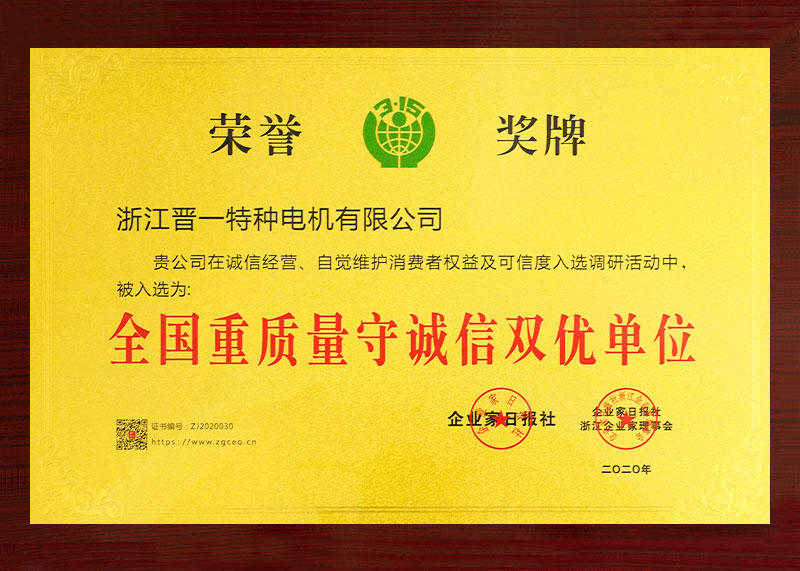 荣誉 3·15 奖牌
浙江晋一特种电机有限公司
贵公司在诚信经营、自觉维护消费者权益及可信度入选调研活动中，
被入选为:
全国重质量守诚信双优单位
企业家日报社
企业家日报社
浙江企业家理事会
证书编号: ZJ2020030
https://www.zgceo.cn
二〇二〇年